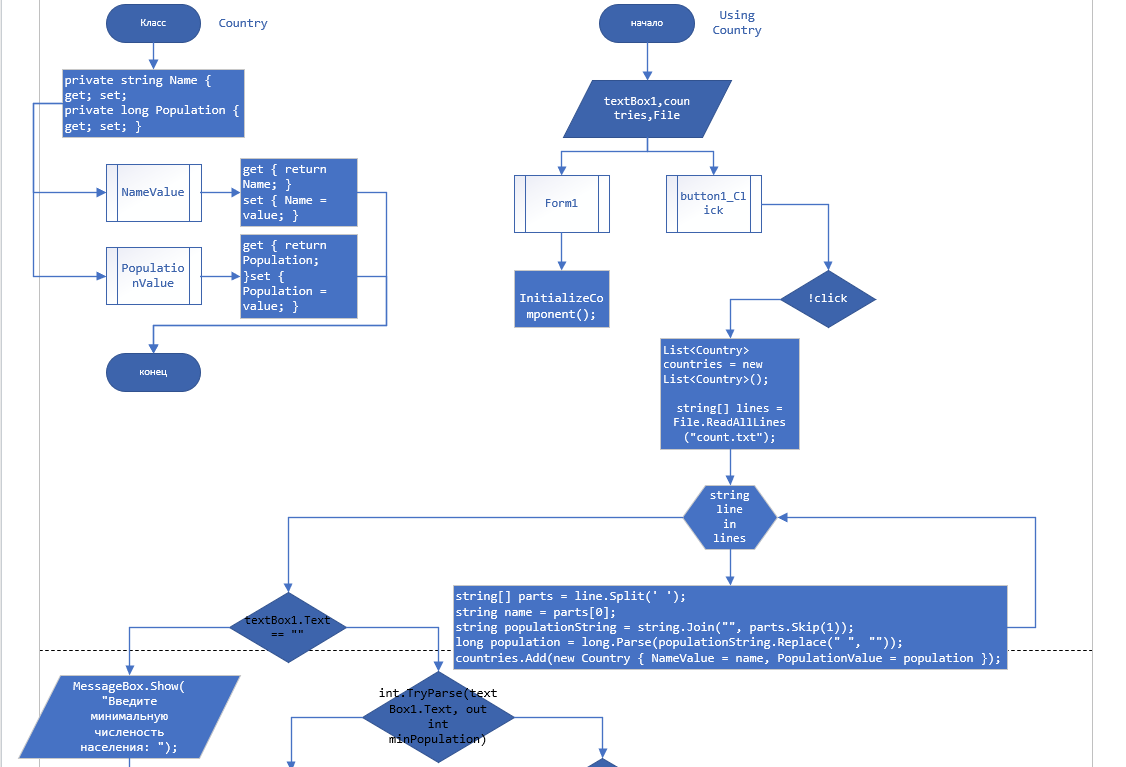 Класс
Country
private string Name {
get; set;
private long Population {
get; set; }
NameValue
get { return
Name; }
set { Name =
value; }
Populatio
nValue
get { return
Population;
}set {
Population =
value; }
конец
начало
Using
Country
textBox1,coun
tries,File
Form1
button1_Cl
ick
InitializeCo
mponent();
!click
List<Country>
countries = new
List<Country>();
string[] lines =
File.ReadAllLines
("count.txt");
string
line
in
lines
string[] parts = line.Split(' ');
string name = parts[0];
string populationString = string.Join("", parts.Skip(1));
long population = long.Parse(populationString.Replace(" ", ""));
countries.Add(new Country { NameValue = name, PopulationValue = population });
textBox1.Text
== ""
MessageBox.Show(
"Введите
минимальную
численость
населения: ");
int.TryParse(text
Box1.Text, out
int
minPopulation)